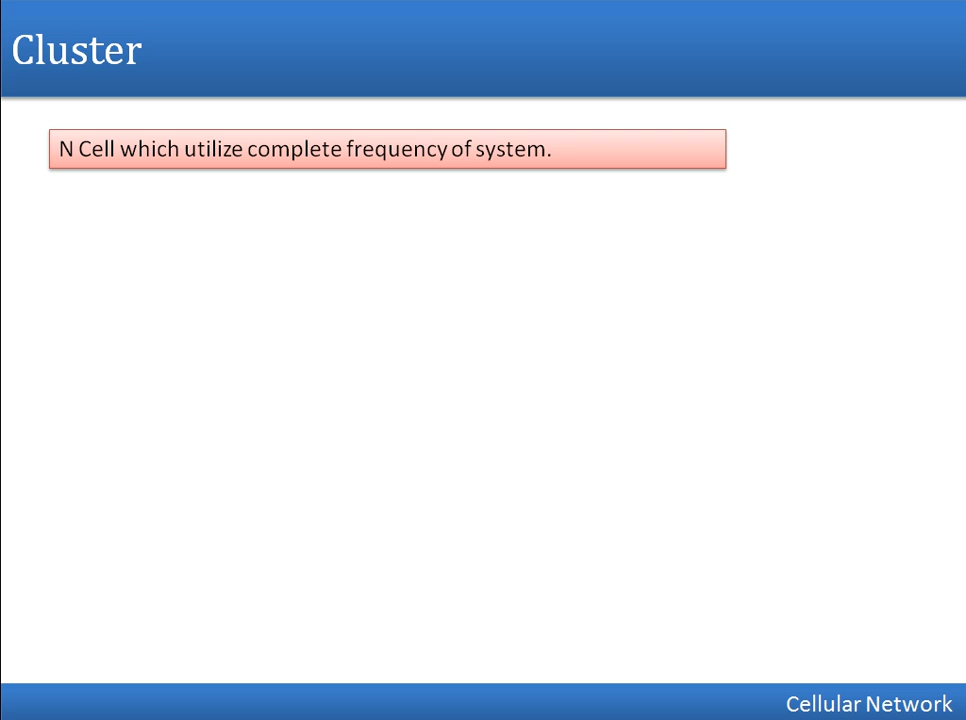 Cluster
N Cell which utilize complete frequency of system.
Cellular Network